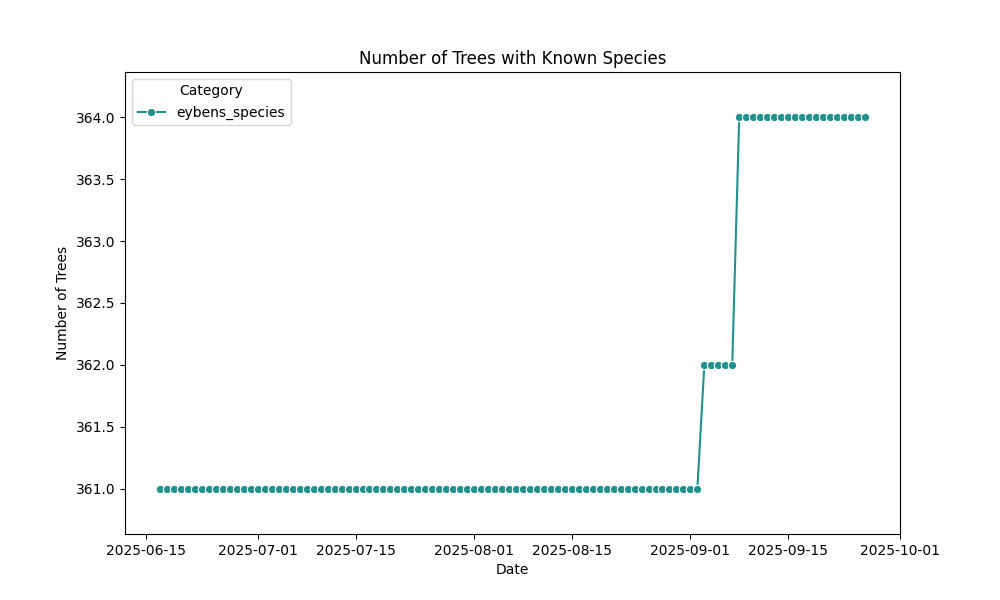 Number of Trees with Known Species
Category
eybens_species
364.0
363.5
363.0
362.5
362.0
361.5
361.0
Number of Trees
2025-06-15 2025-07-01 2025-07-15 2025-08-01 2025-08-15 2025-09-01 2025-09-15 2025-10-01
Date